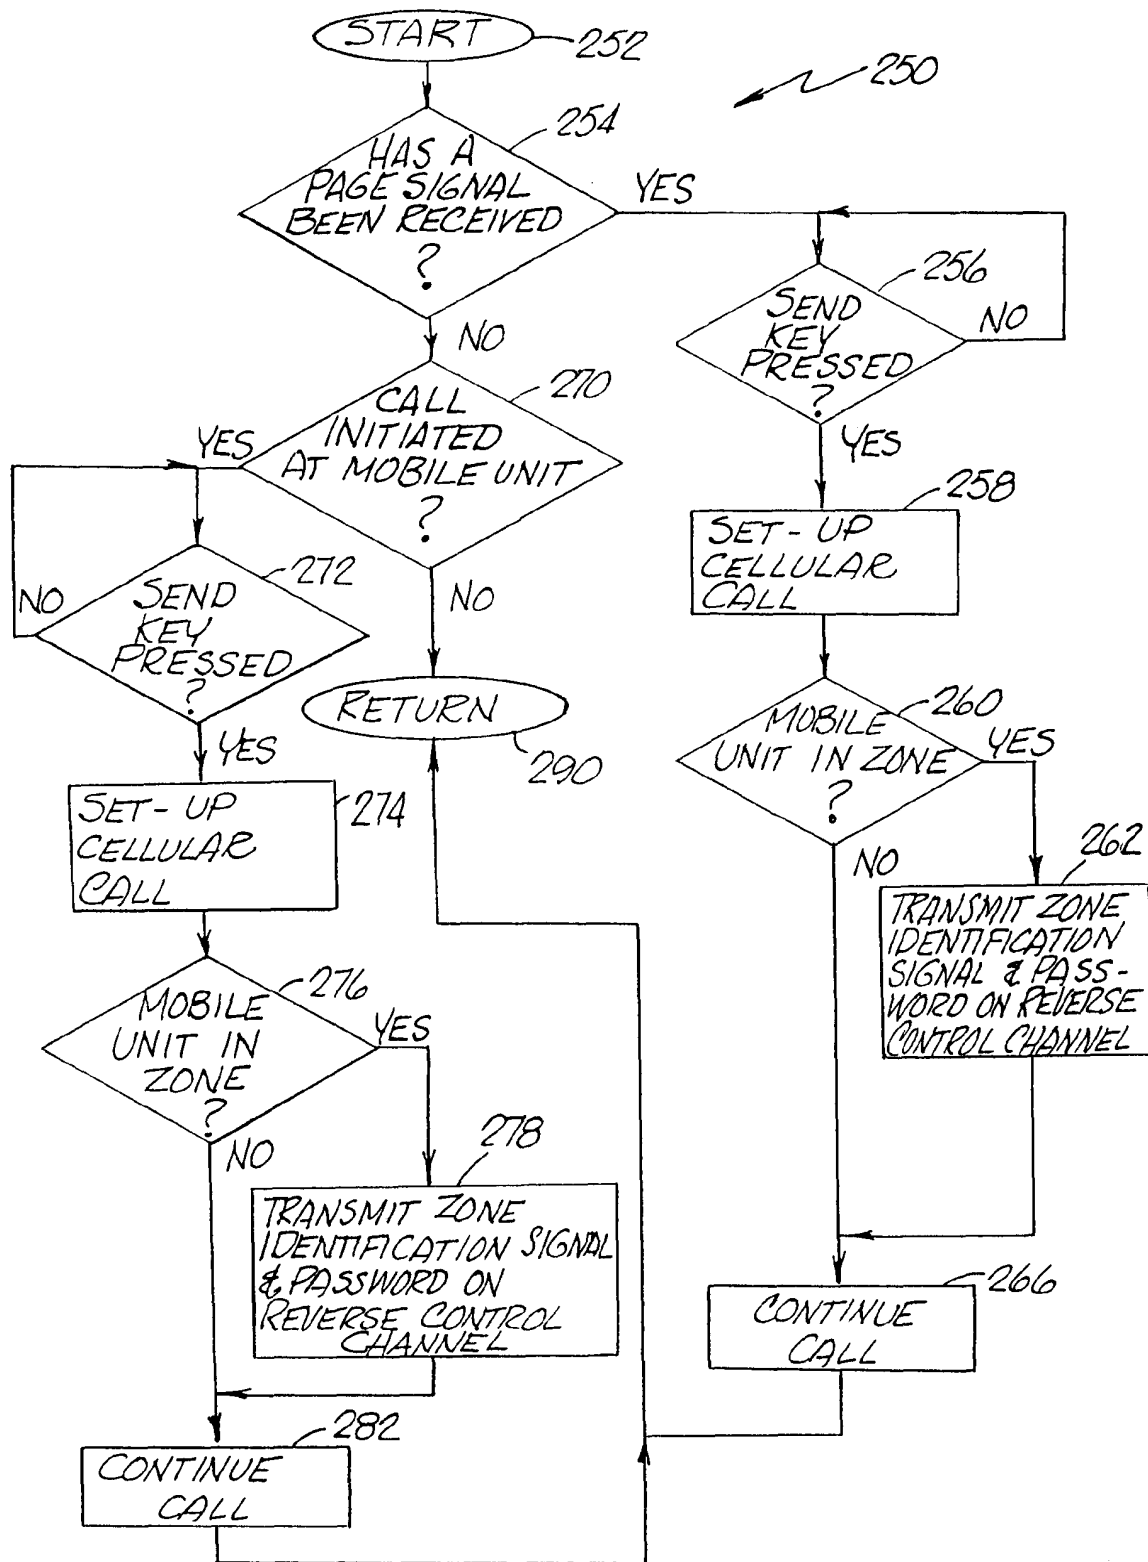 START
252
250
254
HAS A
PAGE SIGNAL
BEEN RECEIVED
?
YES
NO
256
SEND
KEY
PRESSED
?
NO
YES
270
CALL
INITIATED
AT MOBILE UNIT
?
YES
NO
258
SET-UP
CELLULAR
CALL
272
SEND
KEY
PRESSED
?
NO
YES
RETURN
290
260
MOBILE
UNIT IN ZONE
?
YES
NO
274
SET-UP
CELLULAR
CALL
262
TRANSMIT ZONE
IDENTIFICATION
SIGNAL & PASS-
WORD ON REVERSE
CONTROL CHANNEL
276
MOBILE
UNIT IN
ZONE
?
YES
NO
278
TRANSMIT ZONE
IDENTIFICATION SIGNAL
& PASSWORD ON
REVERSE CONTROL
CHANNEL
266
CONTINUE
CALL
282
CONTINUE
CALL